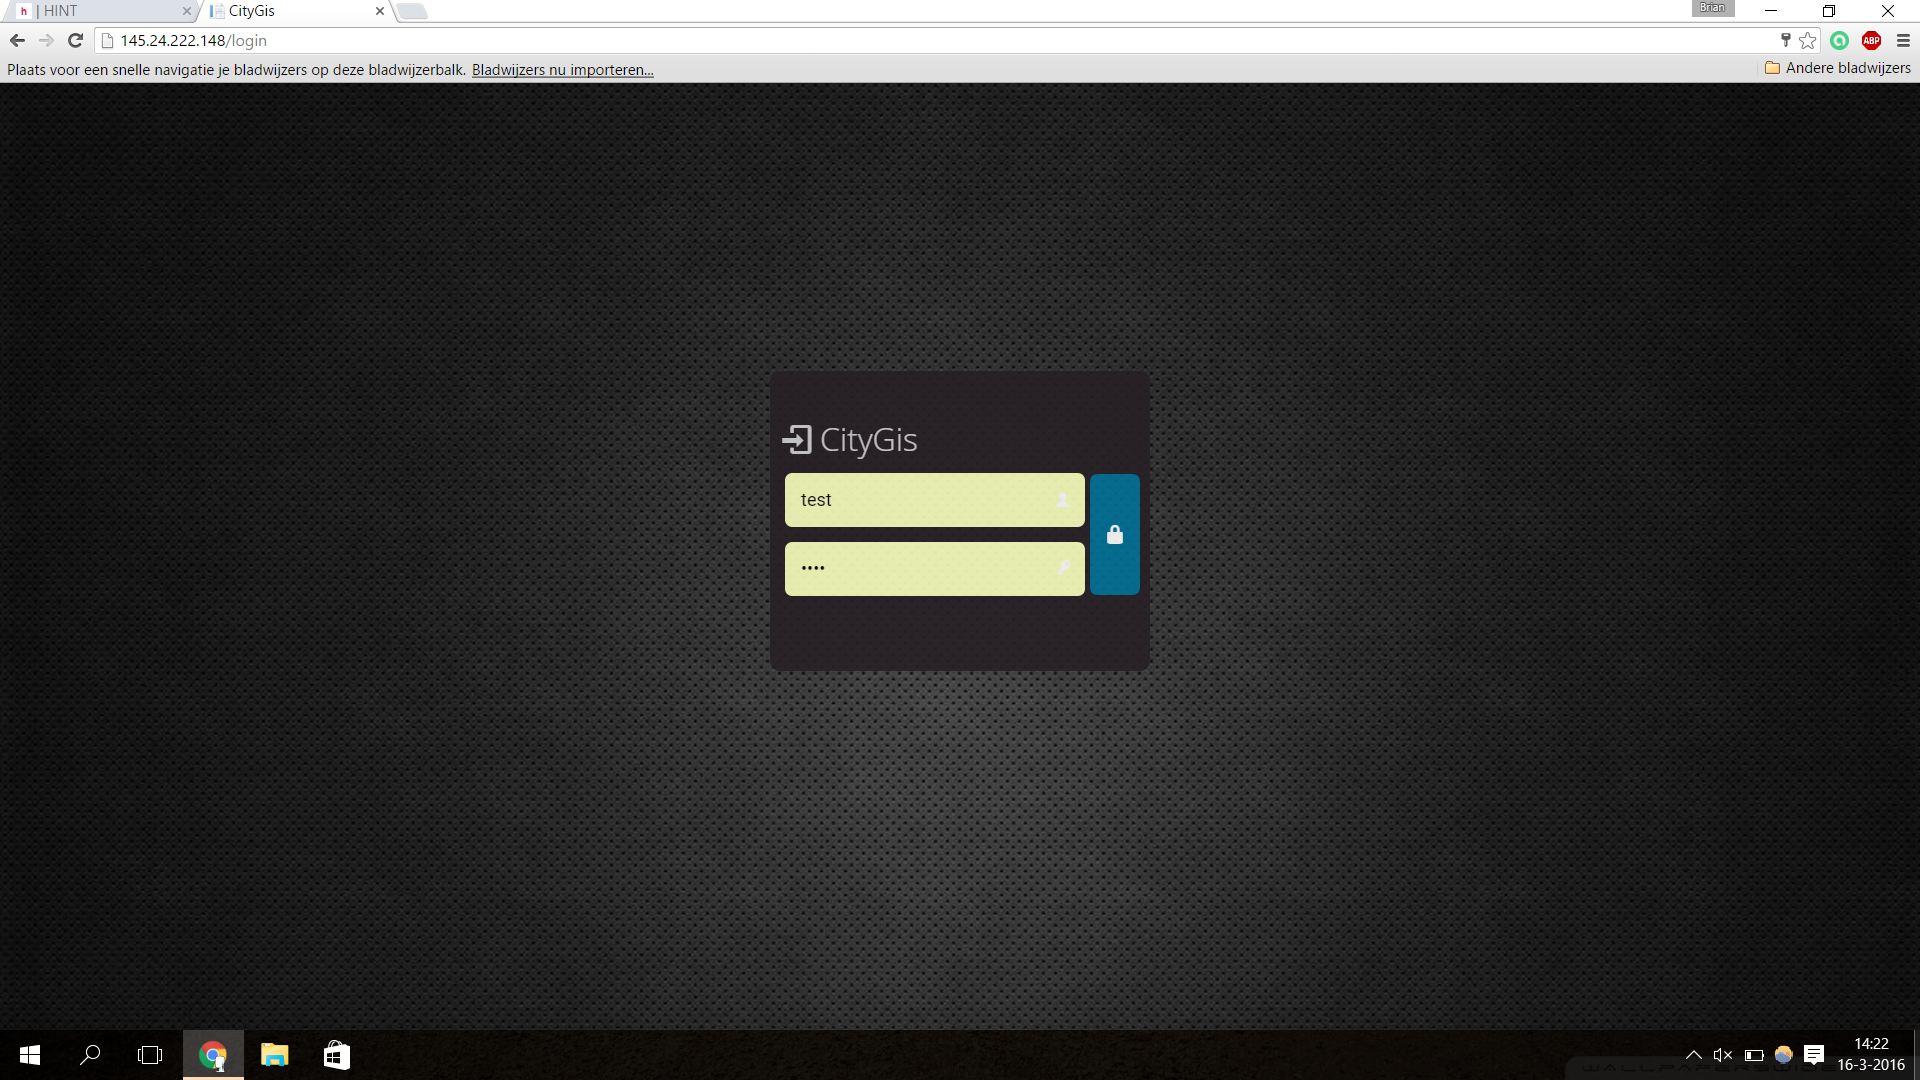 h | HINT
CityGis
Brian
145.24.222.148/login
ABP
Plaats voor een snelle navigatie je bladwijzers op deze bladwijzerbalk. Bladwijzers nu importeren...
Andere bladwijzers
CityGis
test
••••
14:22
16-3-2016